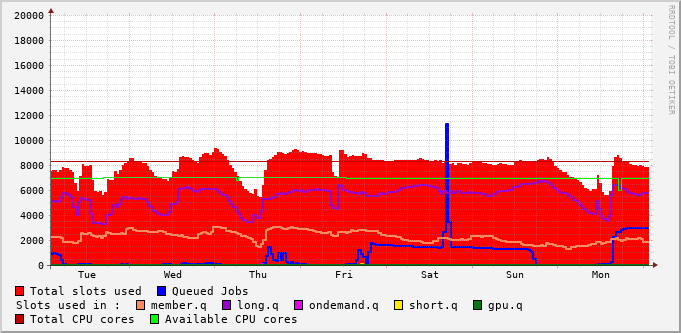 20000
18000
16000
14000
12000
10000
8000
6000
4000
2000
0
Tue Wed Thu Fri Sat Sun Mon
Total slots used Queued Jobs
Slots used in : member.q long.q ondemand.q short.q gpu.q
Total CPU cores Available CPU cores
RRDTOOL / TOBI OETIKER